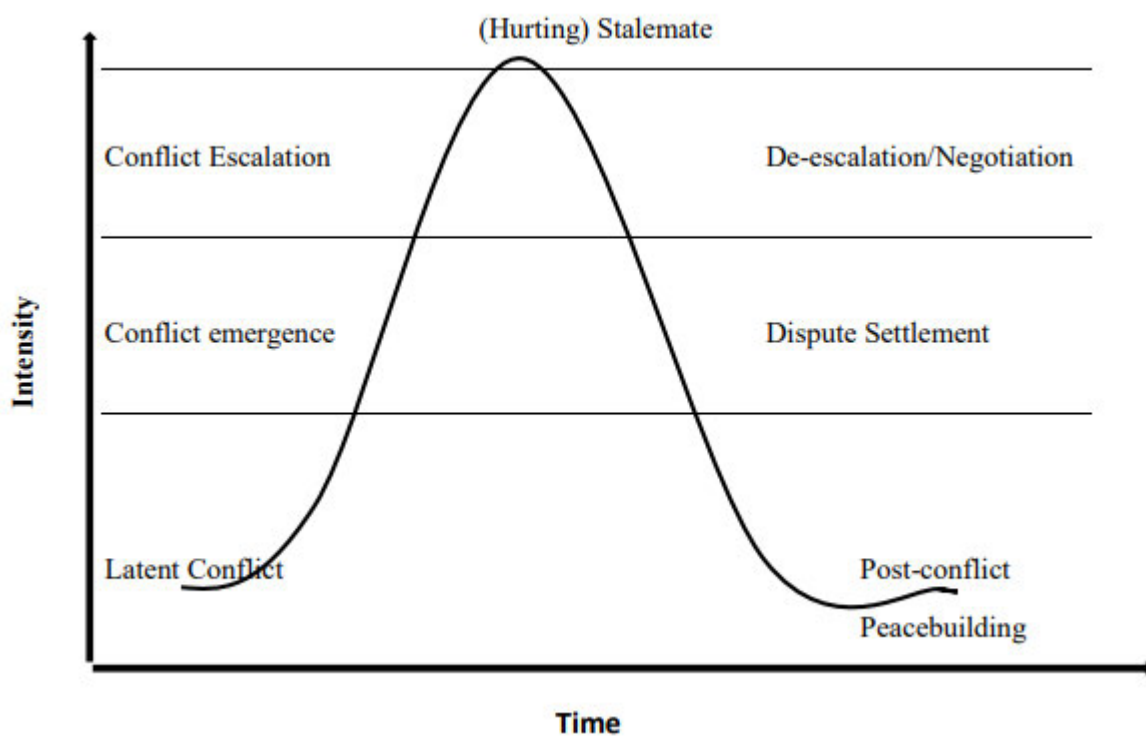 (Hurting) Stalemate
Conflict Escalation
De-escalation/Negotiation
Intensity
Conflict emergence
Dispute Settlement
Latent Conflict
Post-conflict
Peacebuilding
Time